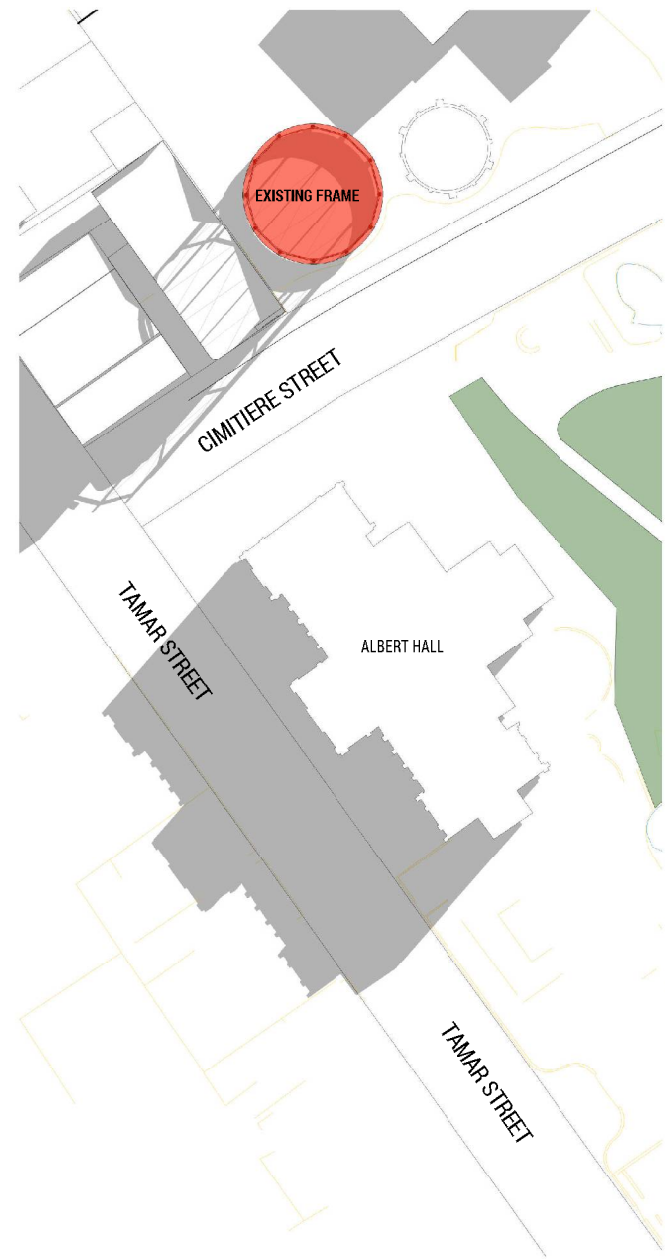 EXISTING FRAME
CIMITIERE STREET
TAMAR STREET
ALBERT HALL
TAMAR STREET